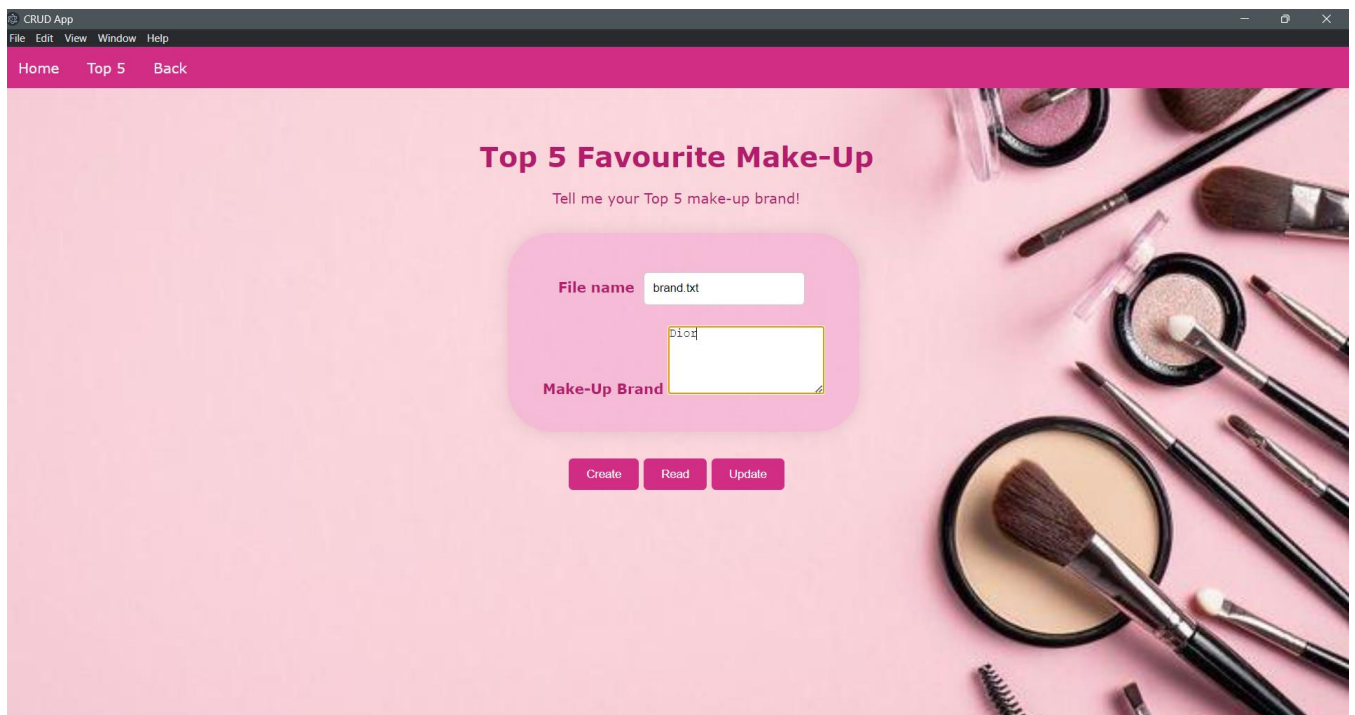 CRUD App
File Edit View Window Help
Home Top 5 Back
Top 5 Favourite Make-Up
Tell me your Top 5 make-up brand!
File name brand.txt
Dior
Make-Up Brand
Create Read Update